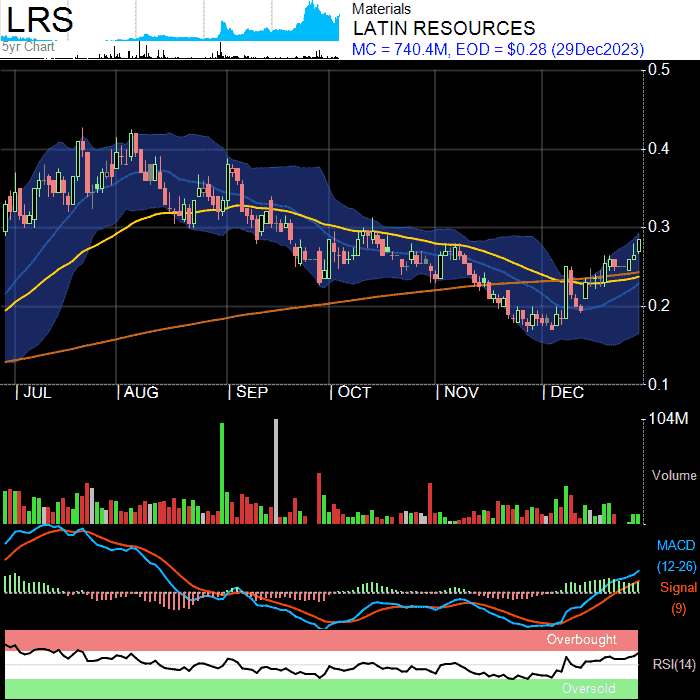 LRS
5yr Chart
Materials
LATIN RESOURCES
MC = 740.4M, EOD = $0.28 (29Dec2023)
0.5
0.4
0.3
0.2
0.1
JUL
AUG
SEP
OCT
NOV
DEC
104M
Volume
MACD
(12-26)
Signal
(9)
Overbought
RSI(14)
Oversold